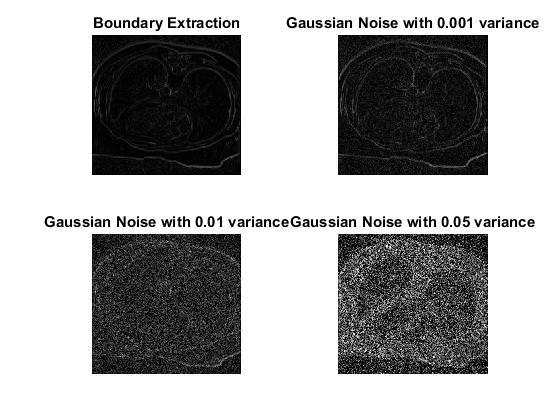 Boundary Extraction
Gaussian Noise with 0.001 variance
Gaussian Noise with 0.01 variance
Gaussian Noise with 0.05 variance